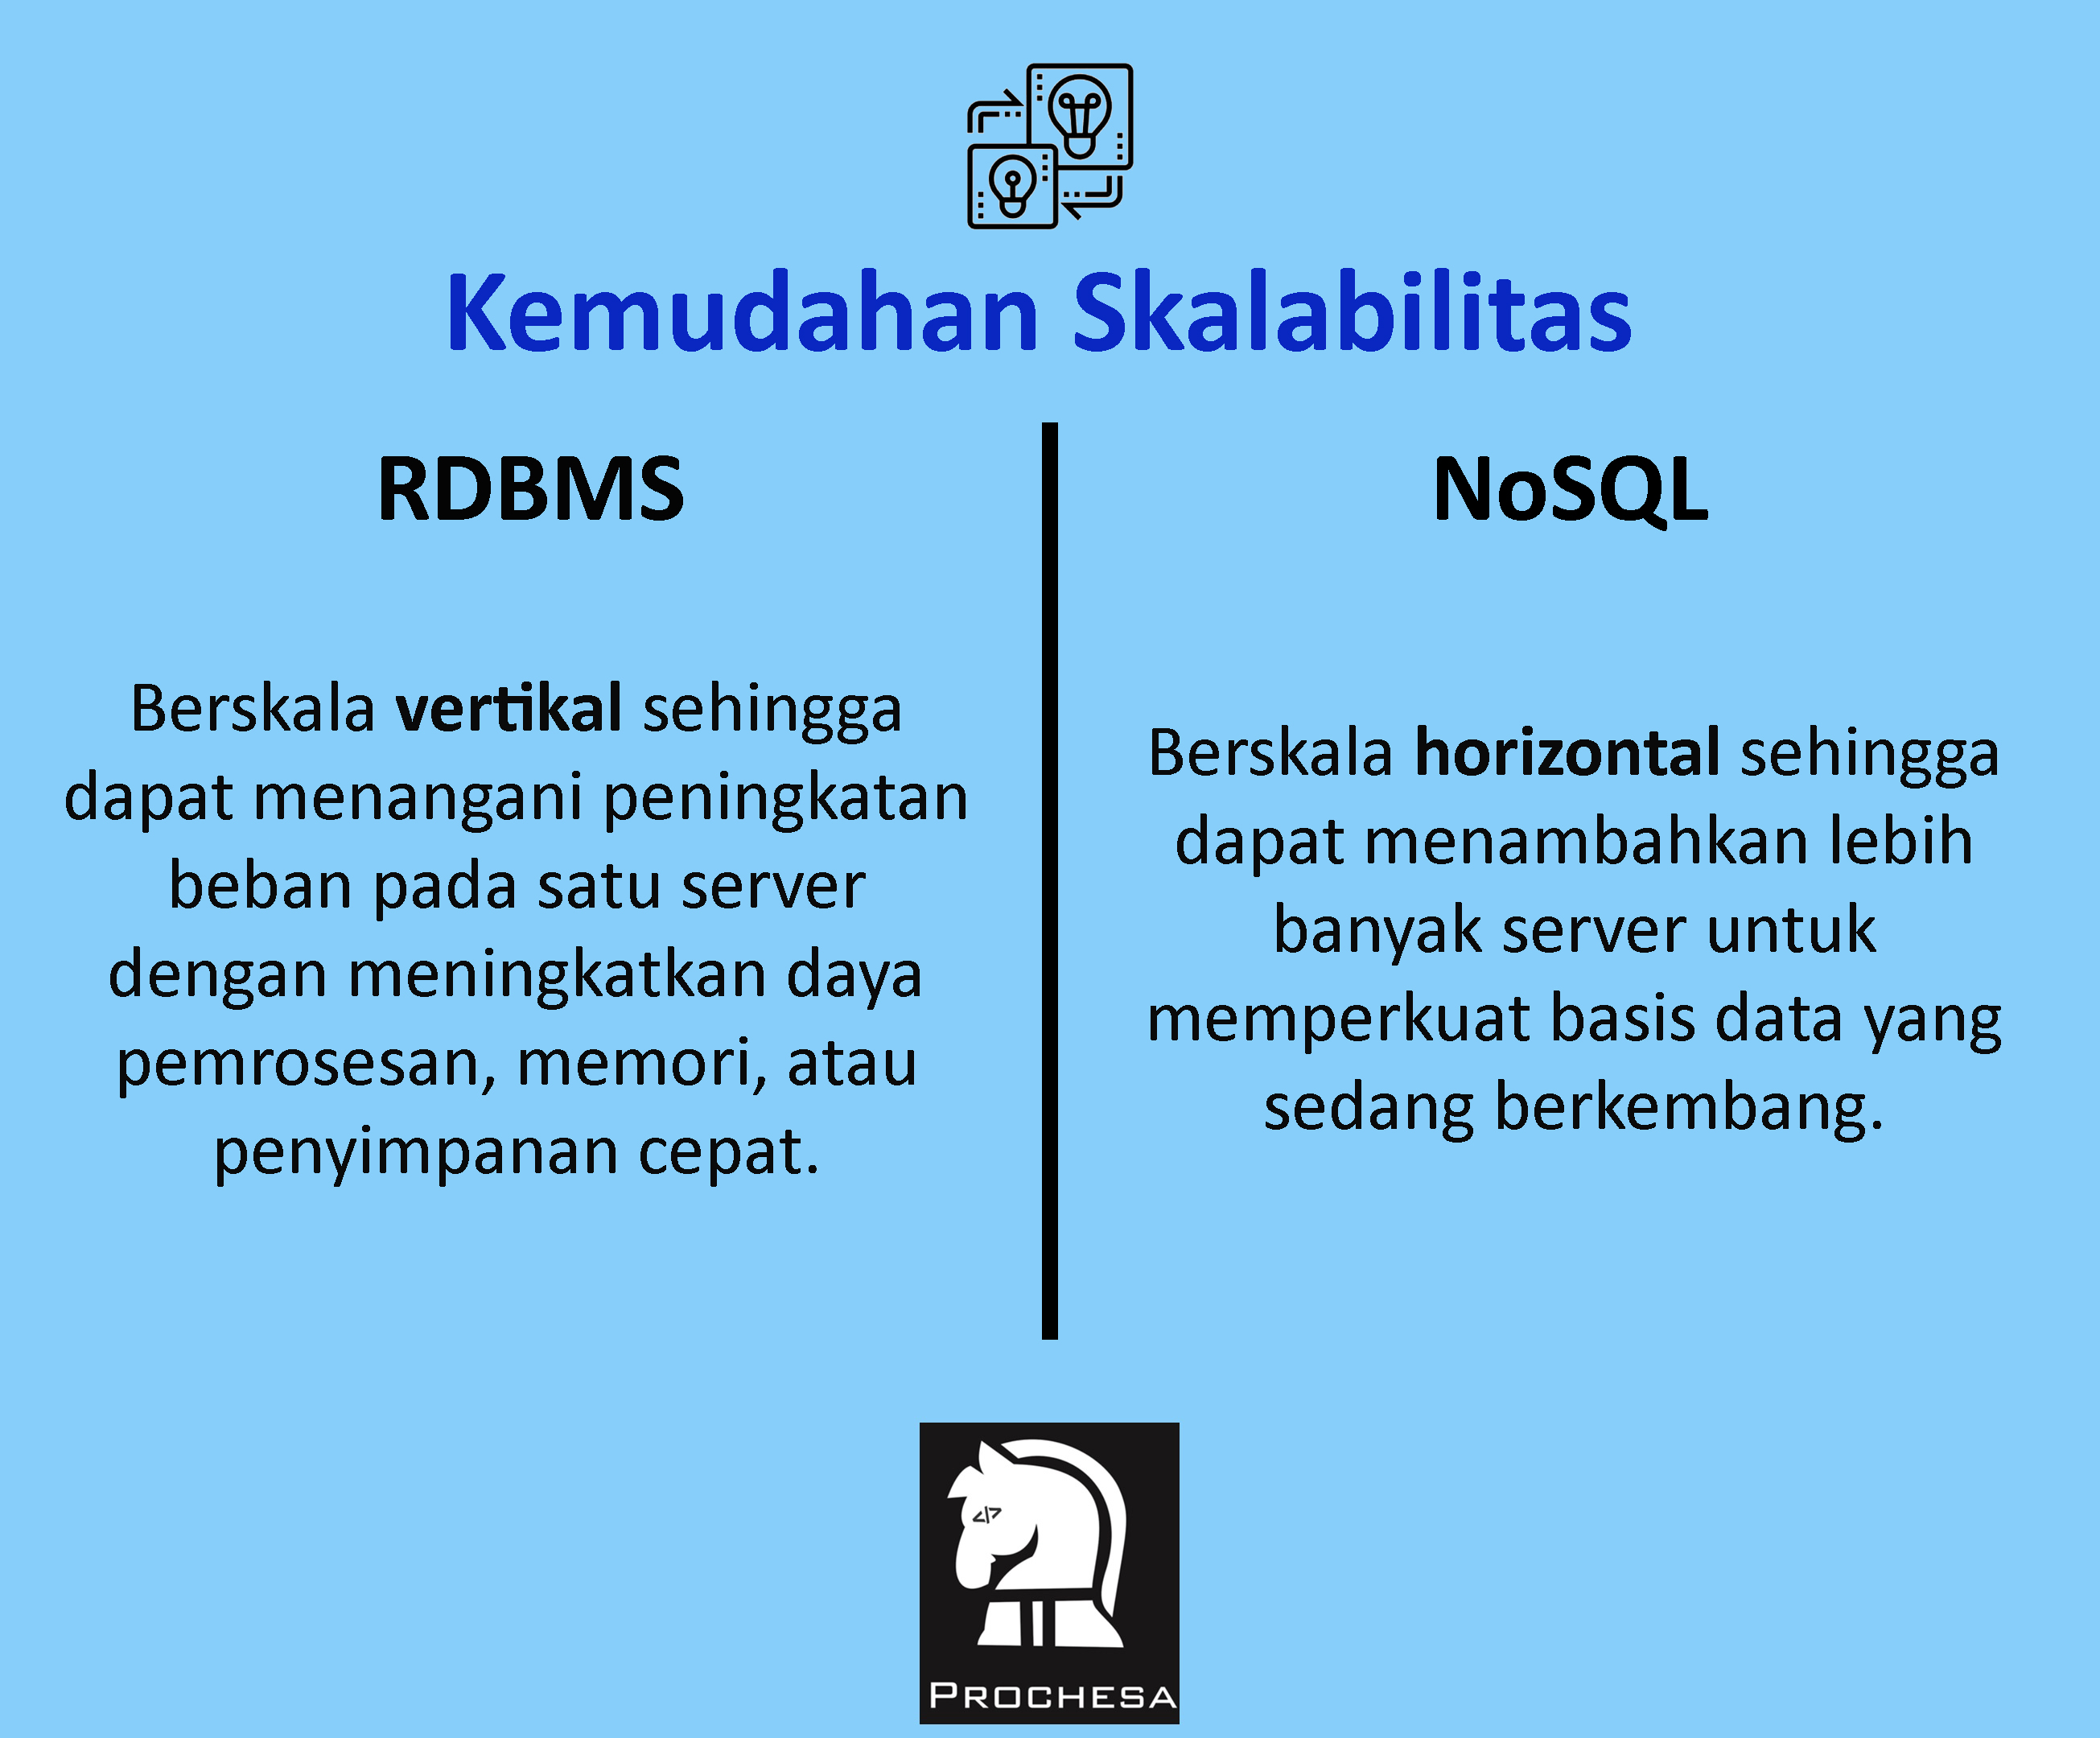 Kemudahan Skalabilitas
RDBMS
Berskala vertikal sehingga
dapat menangani peningkatan
beban pada satu server
dengan meningkatkan daya
pemrosesan, memori, atau
penyimpanan cepat.
NoSQL
Berskala horizontal sehingga
dapat menambahkan lebih
banyak server untuk
memperkuat basis data yang
sedang berkembang.
</>
PROCHESA